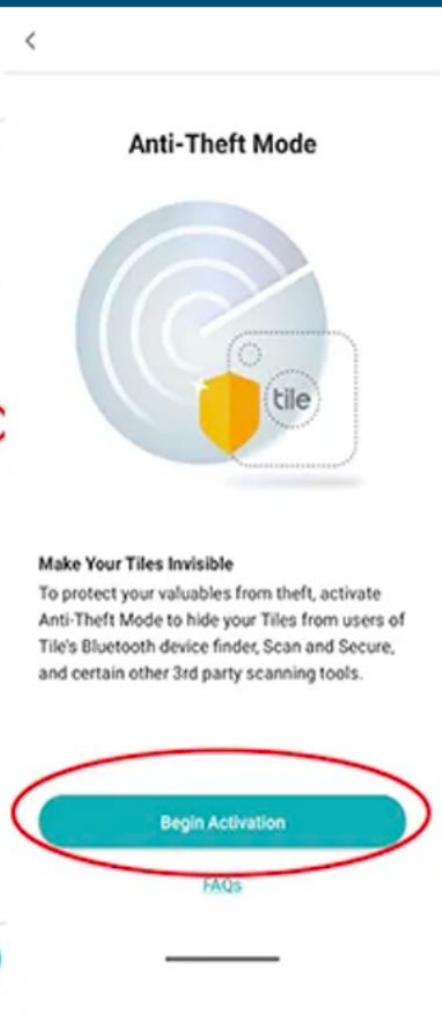 Anti-Theft Mode
tile
Make Your Tiles Invisible
To protect your valuables from theft, activate
Anti-Theft Mode to hide your Tiles from users of
Tile's Bluetooth device finder, Scan and Secure,
and certain other 3rd party scanning tools.
Begin Activation
FAQs